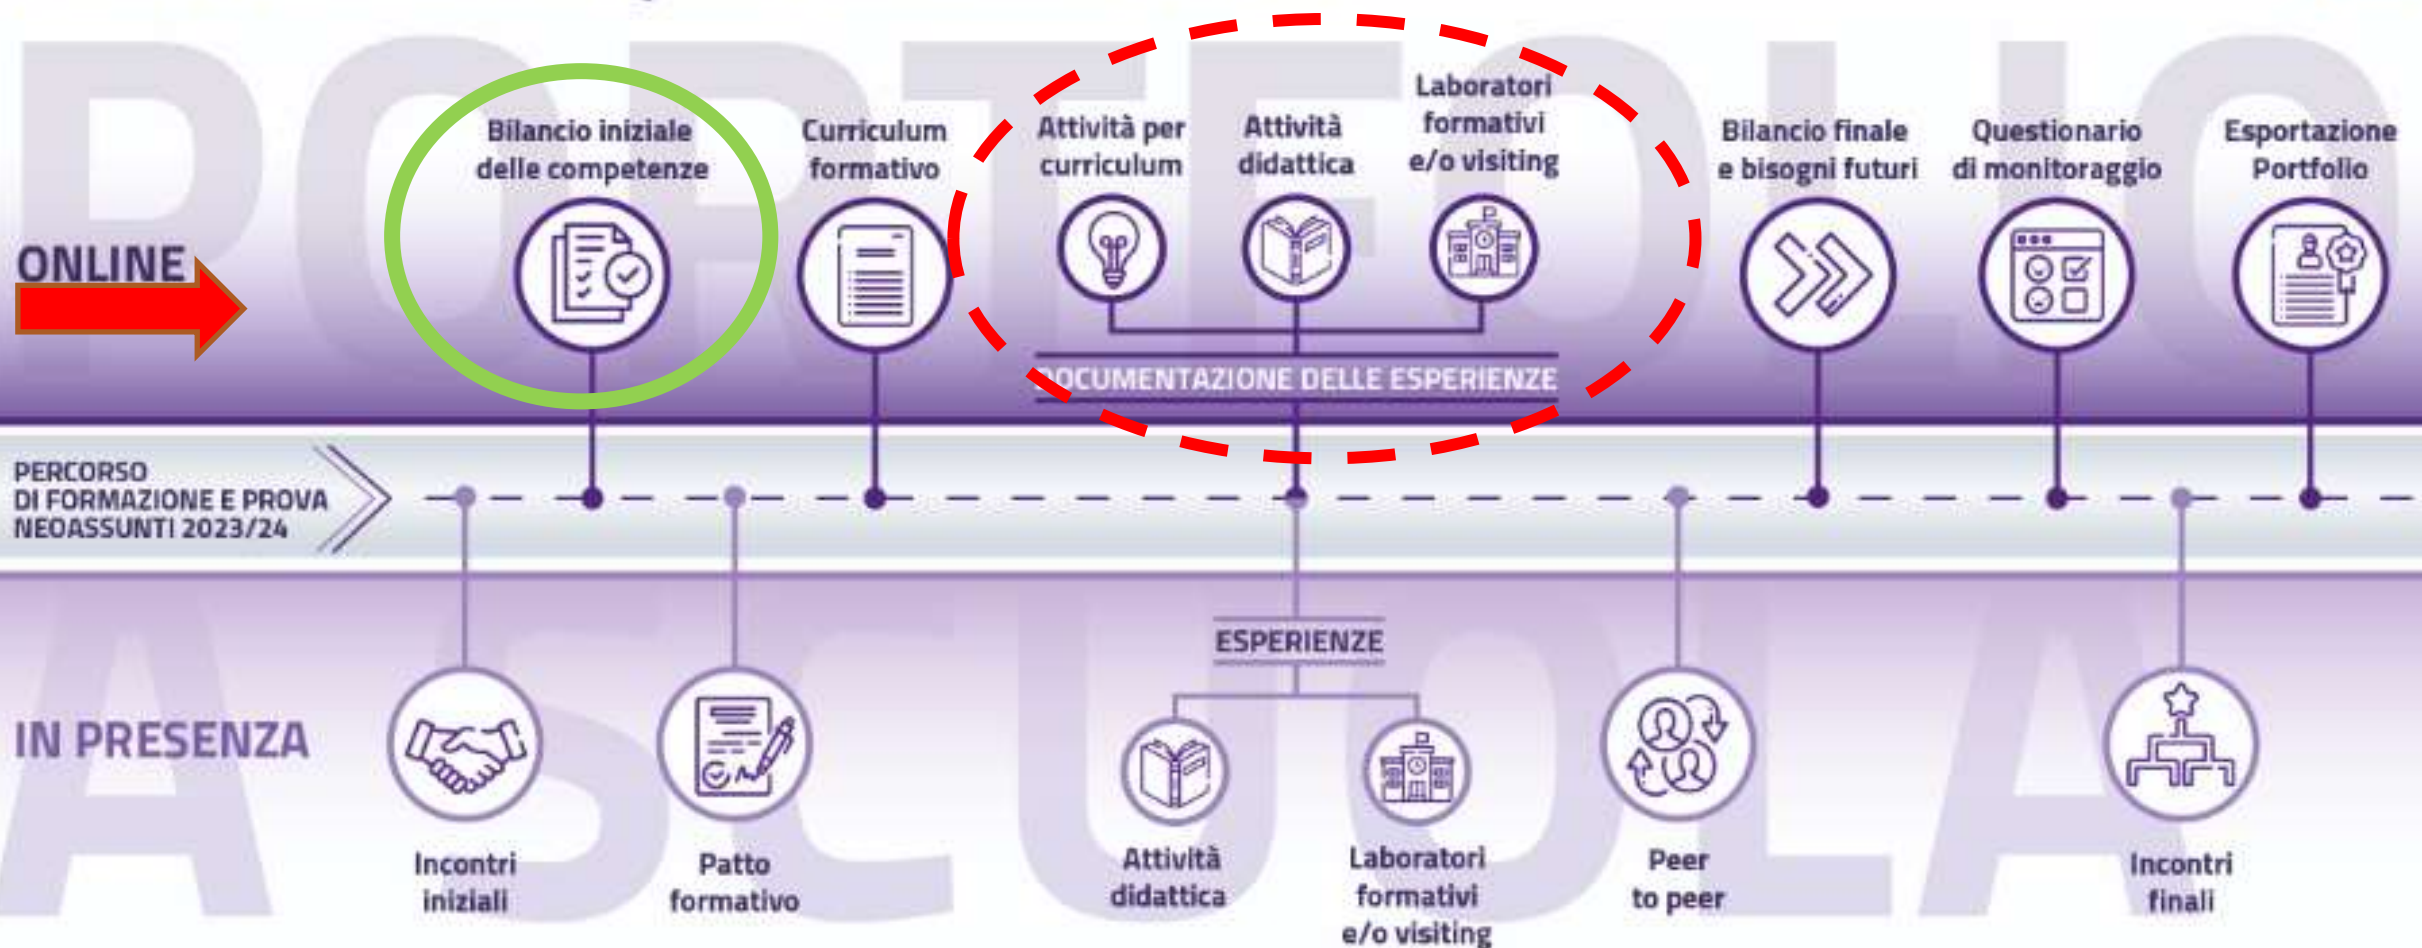 PORTFOLIO
Bilancio iniziale
delle competenze
Curriculum
formativo
Attività per
curriculum
Attività
didattica
Laboratori
formativi
e/o visiting
Bilancio finale
e bisogni futuri
Questionario
di monitoraggio
Esportazione
Portfolio
ONLINE
DOCUMENTAZIONE DELLE ESPERIENZE
PERCORSO
DI FORMAZIONE E PROVA
NEOASSUNTI 2023/24
A SCUOLA
ESPERIENZE
IN PRESENZA
Incontri
iniziali
Patto
formativo
Attività
didattica
Laboratori
formativi
e/o visiting
Peer
to peer
Incontri
finali